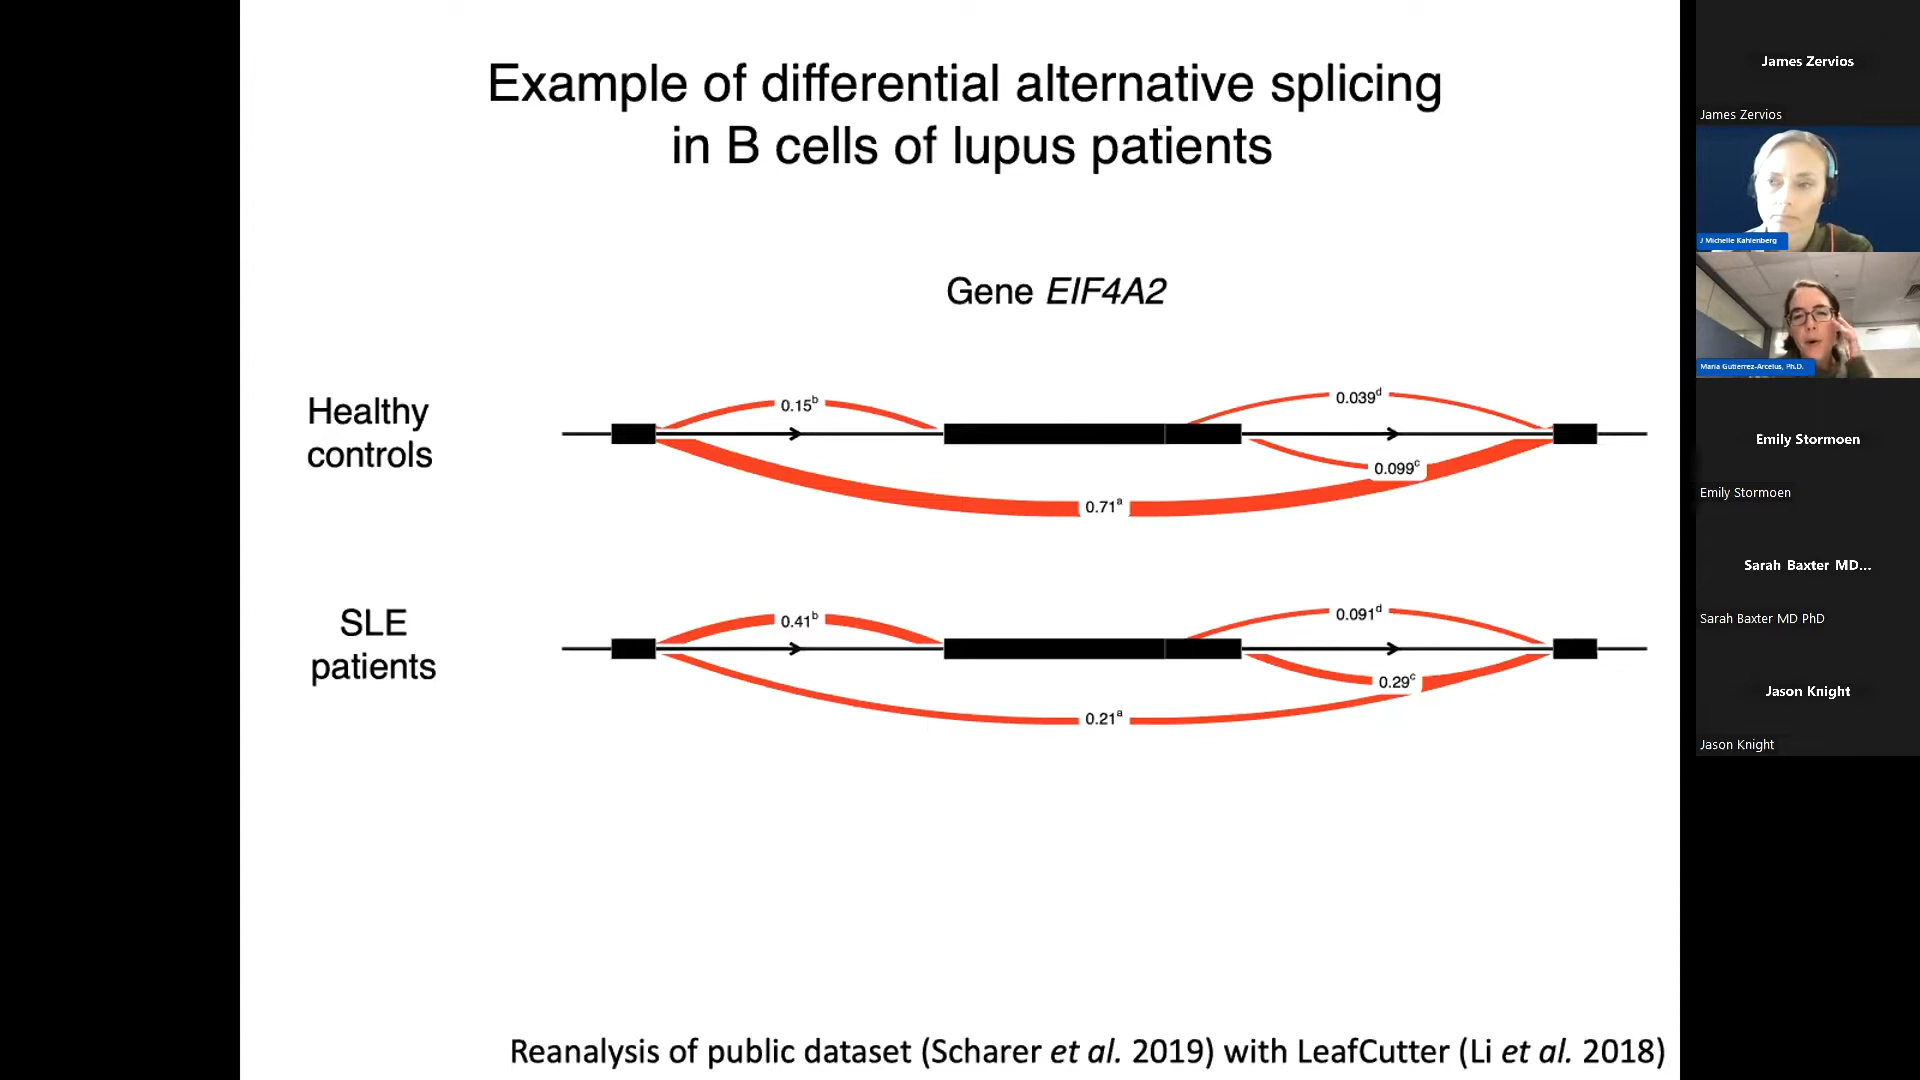 Example of differential alternative splicing
in B cells of lupus patients
Gene EIF4A2
Healthy
controls
0.15b
0.039d
0.099c
0.71a
SLE
patients
0.41b
0.091d
0.29c
0.21a
Reanalysis of public dataset (Scharer et al. 2019) with LeafCutter (Li et al. 2018)
James Zervios
James Zervios
J Michelle Kahlenberg
Maria Gutierrez-Arcelus, Ph.D.
Emily Stormoen
Emily Stormoen
Sarah Baxter MD...
Sarah Baxter MD PhD
Jason Knight
Jason Knight